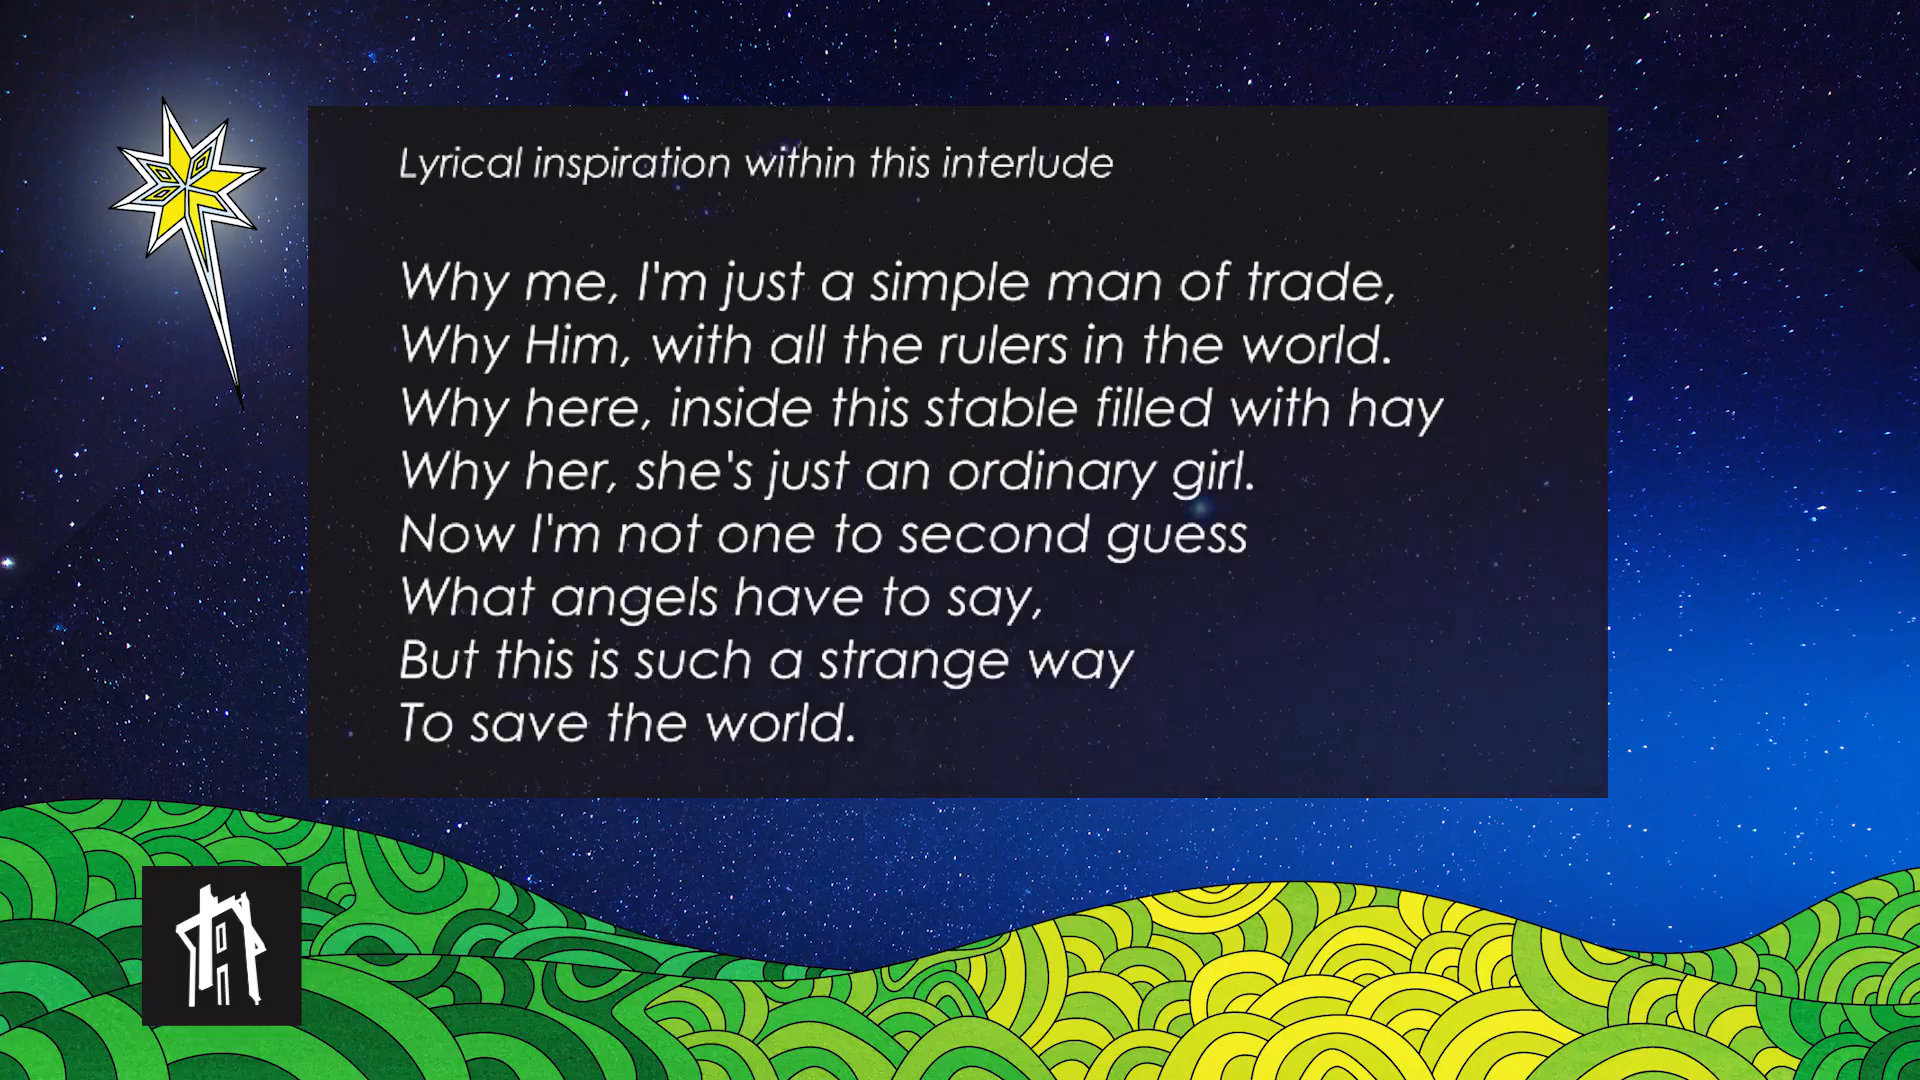 Lyrical inspiration within this interlude
Why me, I'm just a simple man of trade,
Why Him, with all the rulers in the world.
Why here, inside this stable filled with hay
Why her, she's just an ordinary girl.
Now I'm not one to second guess
What angels have to say,
But this is such a strange way
To save the world.